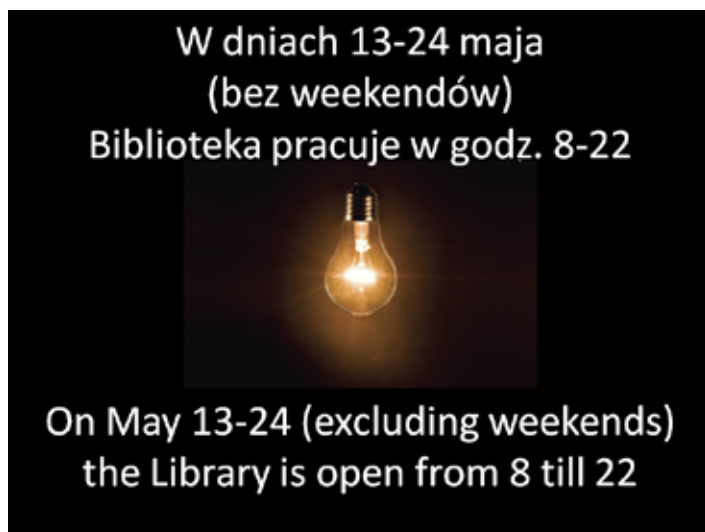 W dniach 13-24 maja
(bez weekendów)
Biblioteka pracuje w godz. 8-22
On May 13-24 (excluding weekends)
the Library is open from 8 till 22